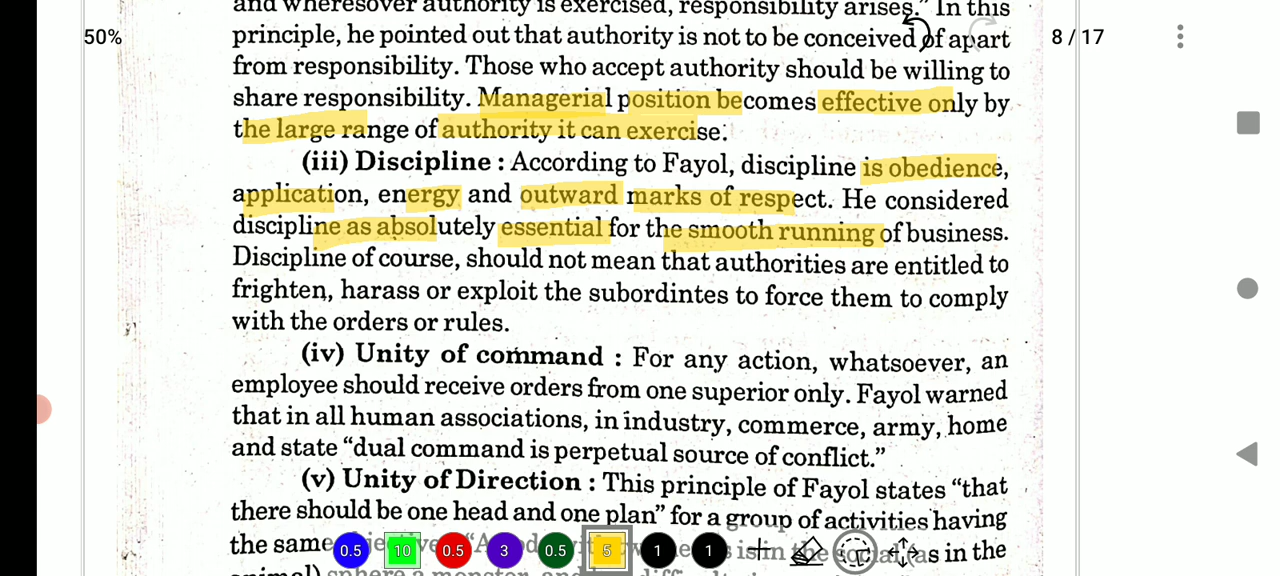 and wheresover authority is exercised, responsibility arises." In this
50%
principle, he pointed out that authority is not to be conceived of apart
8 / 17
from responsibility. Those who accept authority should be willing to
share responsibility. Managerial position becomes effective only by
the large range of authority it can exercise.
(iii) Discipline : According to Fayol, discipline is obedience,
application, energy and outward marks of respect. He considered
discipline as absolutely essential for the smooth running of business.
Discipline of course, should not mean that authorities are entitled to
frighten, harass or exploit the subordintes to force them to comply
with the orders or rules.
(iv) Unity of command : For any action, whatsoever, an
employee should receive orders from one superior only. Fayol warned
that in all human associations, in industry, commerce, army, home
and state "dual command is perpetual source of conflict."
(v) Unity of Direction : This principle of Fayol states "that
there should be one head and one plan" for a group of activities having
the same (as in the
0.5 10 0.5 3 0.5 5 1 1